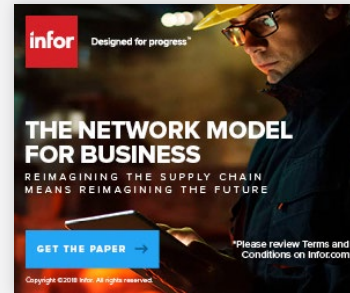 infor
Designed for progress™
THE NETWORK MODEL
FOR BUSINESS
REIMAGINING THE SUPPLY CHAIN
MEANS REIMAGINING THE FUTURE
GET THE PAPER →
*Please review Terms and
Conditions on Infor.com
Copyright ©2018 Infor. All rights reserved.